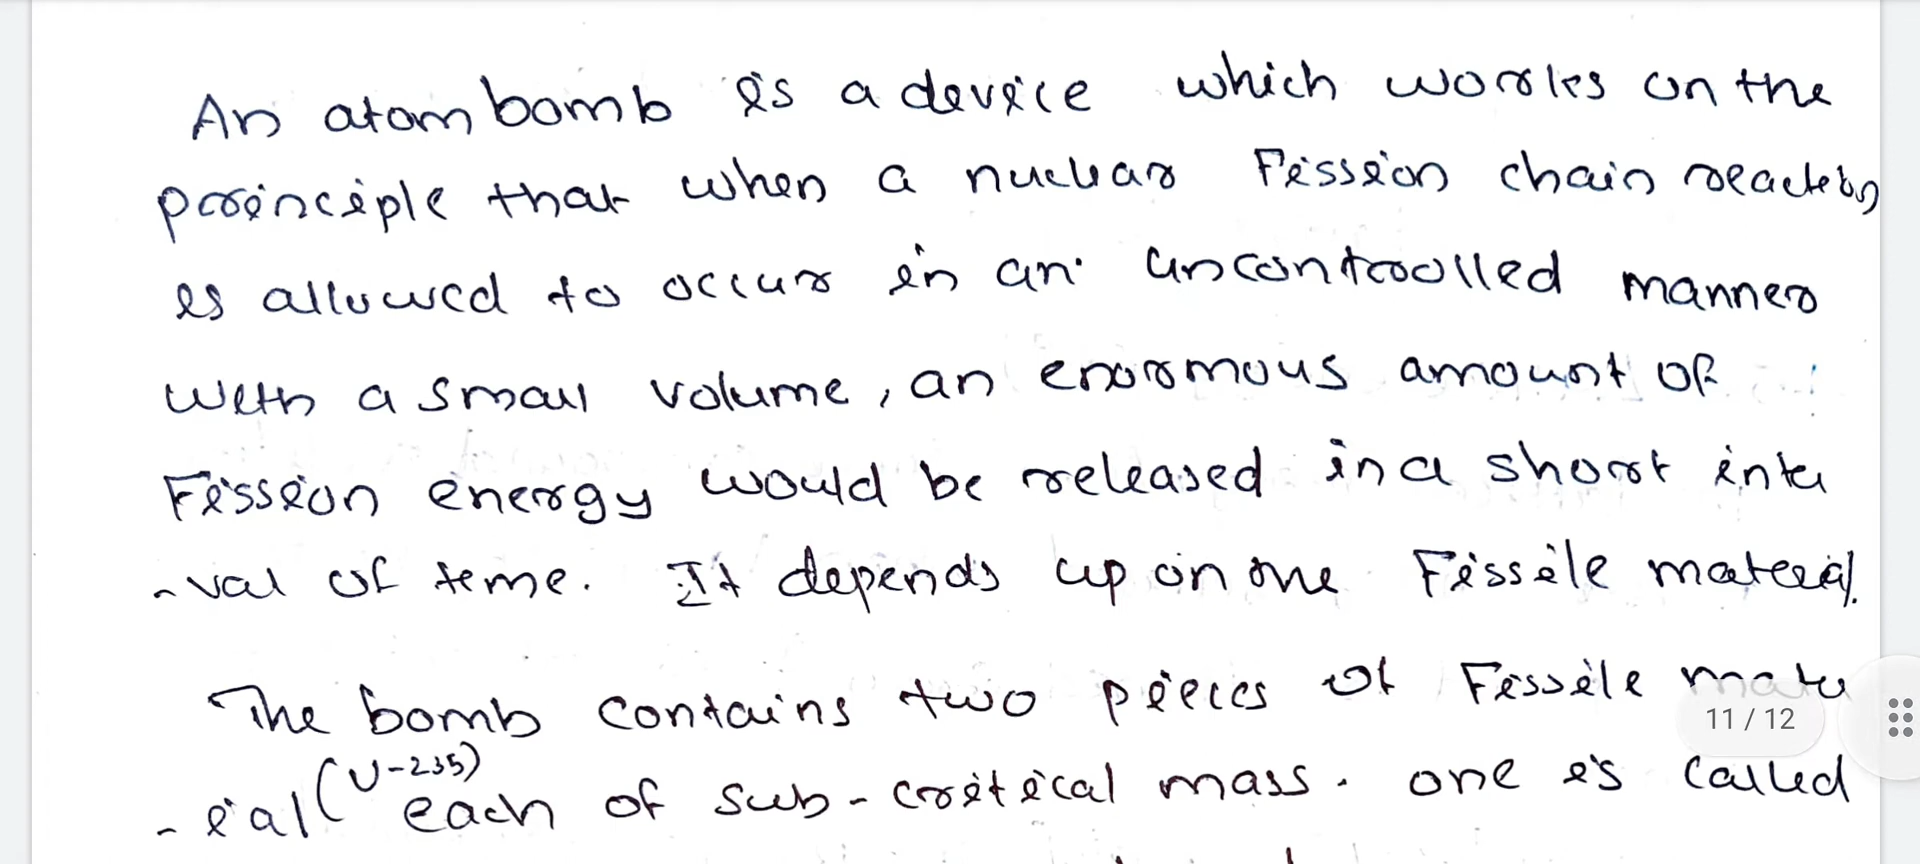 An atom bomb is a device which works on the
principle that when a nuclear Fission chain reaction
is allowed to occur in an uncontrolled manner
with a small volume, an enormous amount of
Fission energy would be released in a short inter
-val of time. It depends up on the Fissile material.
The bomb contains two pieces of Fissile mater
11 / 12
-ial (U-235) each of sub-critical mass. one is called